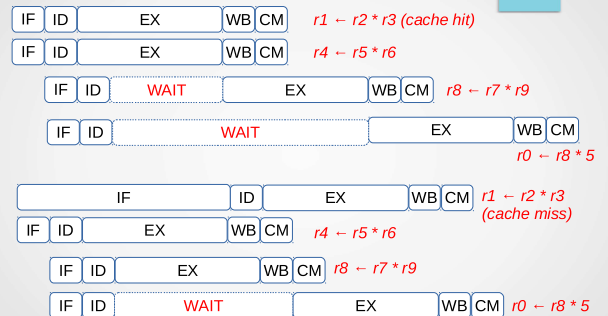 IF ID EX WB CM r1 ← r2 * r3 (cache hit)
IF ID EX WB CM r4 ← r5 * r6
IF ID WAIT EX WB CM r8 ← r7 * r9
IF ID WAIT EX WB CM
r0 ← r8 * 5
IF ID EX WB CM r1 ← r2 * r3
(cache miss)
IF ID EX WB CM r4 ← r5 * r6
IF ID EX WB CM r8 ← r7 * r9
IF ID WAIT EX WB CM r0 ← r8 * 5